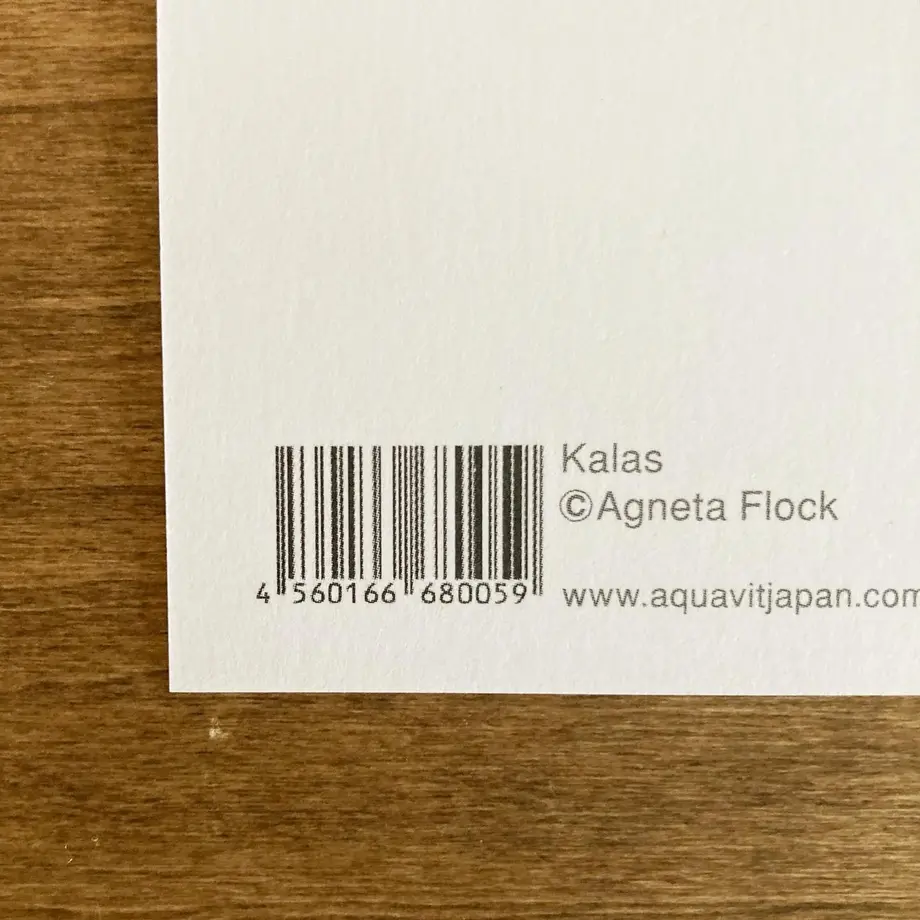 Kalas
©Agneta Flock
4 560166 680059
www.aquavitjapan.com